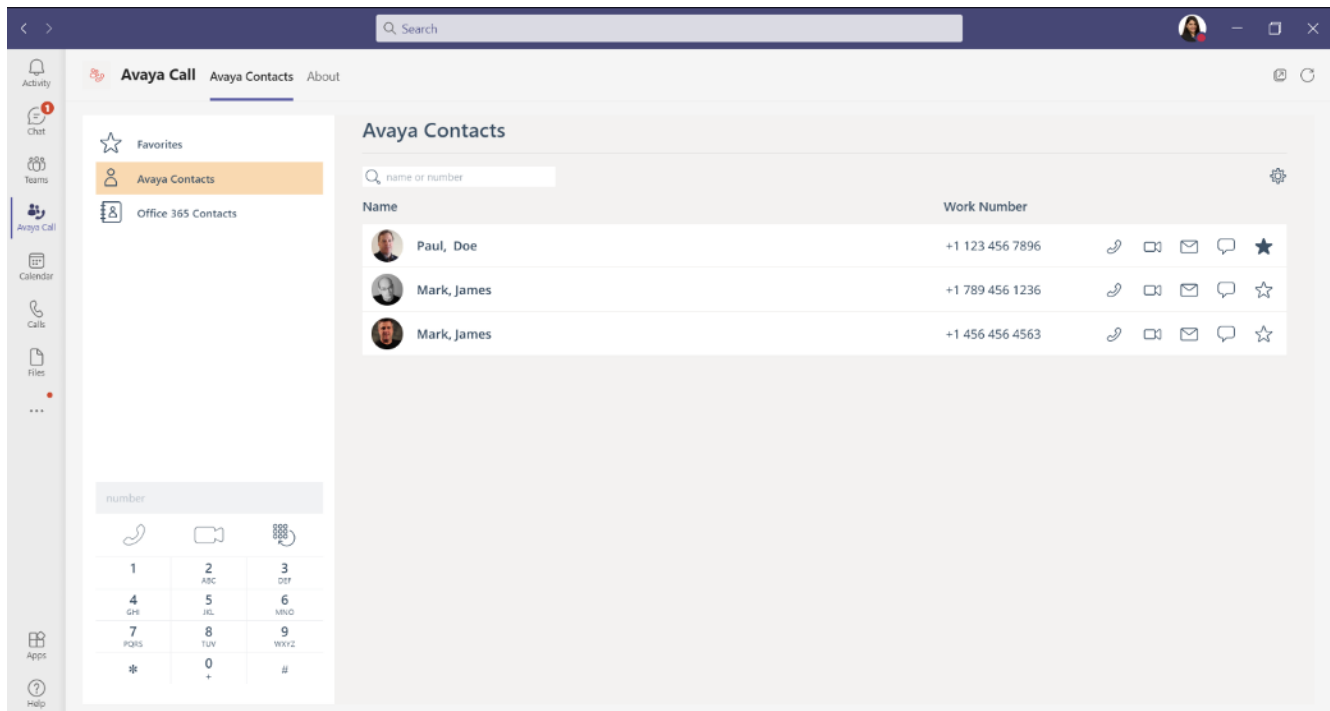 Search
Activity
Chat
1
Teams
Avaya Call
Calendar
Calls
Files
Apps
Help
Avaya Call Avaya Contacts About
Favorites
Avaya Contacts
Office 365 Contacts
number
1 2 3
ABC DEF
4 5 6
GHI JKL MNO
7 8 9
PQRS TUV WXYZ
* 0 #
+
Avaya Contacts
name or number
Name Work Number
Paul, Doe +1 123 456 7896
Mark, James +1 789 456 1236
Mark, James +1 456 456 4563